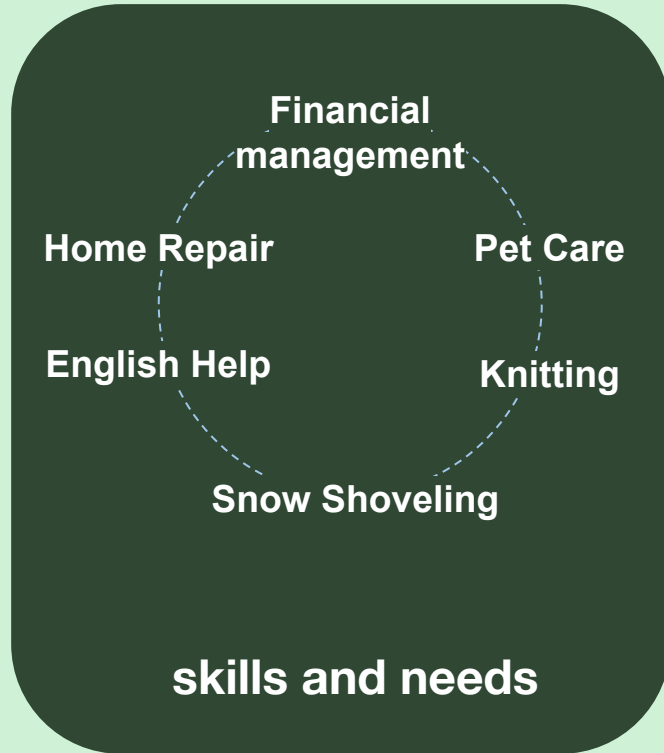 Financial
management
Home Repair
Pet Care
English Help
Knitting
Snow Shoveling
skills and needs